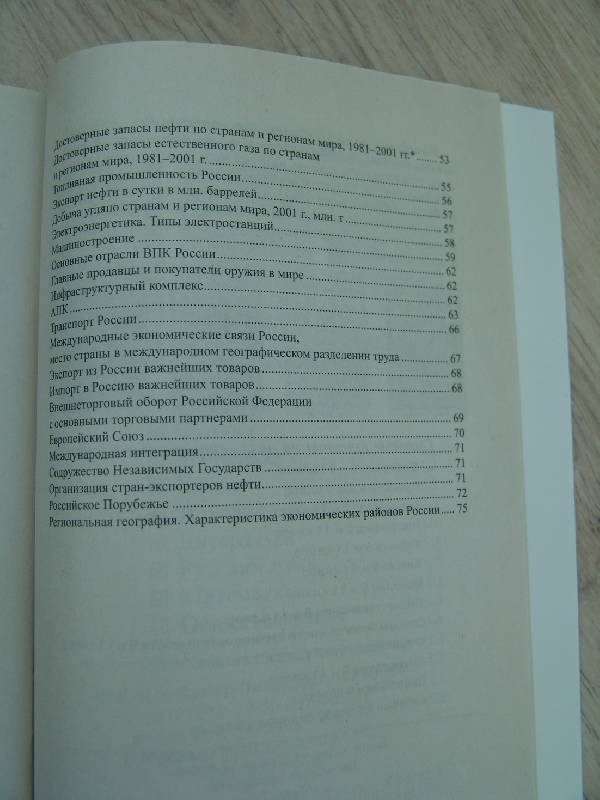 Достоверные запасы нефти по странам и регионам мира, 1981–2001 гг.* ........ 53
Достоверные запасы естественного газа по странам
и регионам мира, 1981–2001 г. ........ 55
Топливная промышленность России ........ 56
Экспорт нефти в сутки в млн. баррелей ........ 57
Добыча угляпо странам и регионам мира, 2001 г., млн. т ........ 57
Электроэнергетика. Типы электростанций ........ 58
Машиностроение ........ 59
Основные отрасли ВПК России ........ 62
Главные продавцы и покупатели оружия в мире ........ 62
Инфраструктурный комплекс ........ 62
АПК ........ 63
Транспорт России ........ 66
Международные экономические связи России,
место страны в международном географическом разделении труда ........ 67
Экспорт из России важнейших товаров ........ 68
Импорт в Россию важнейших товаров ........ 68
Внешнеторговый оборот Российской Федерации
с основными торговыми партнерами ........ 69
Европейский Союз ........ 70
Международная интеграция ........ 71
Содружество Независимых Государств ........ 71
Организация стран-экспортеров нефти ........ 71
Российское Порубежье ........ 72
Региональная география. Характеристика экономических районов России ..... 75